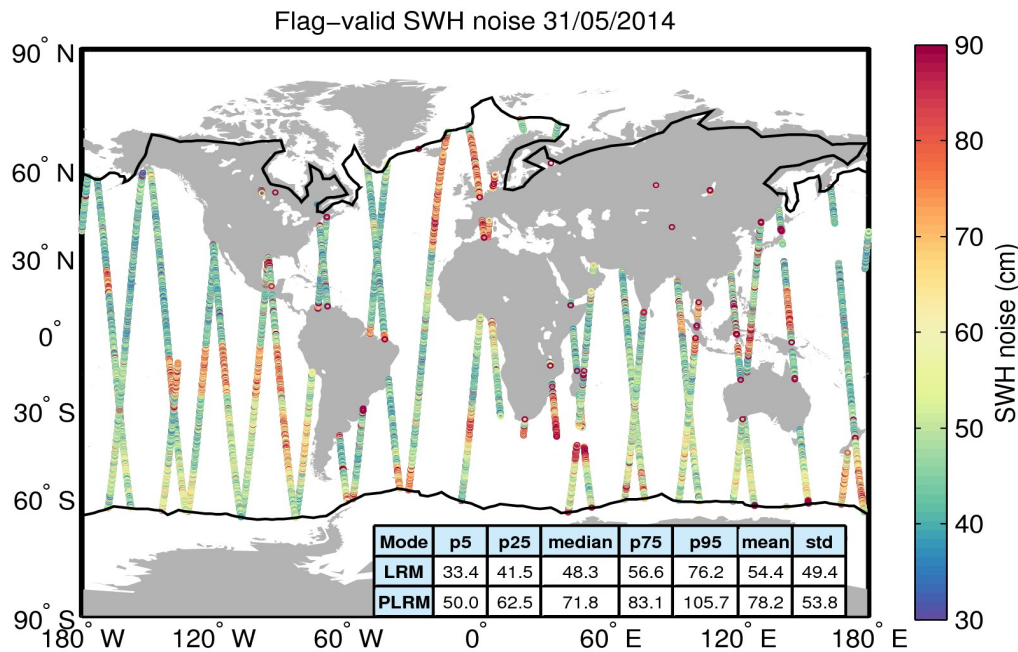 Flag−valid SWH noise 31/05/2014
90° N
60° N
30° N
0°
30° S
60° S
90° S
180° W
120° W
60° W
0°
60° E
120° E
180° E
90
80
70
60
50
40
30
SWH noise (cm)
Mode p5 p25 median p75 p95 mean std
LRM 33.4 41.5 48.3 56.6 76.2 54.4 49.4
PLRM 50.0 62.5 71.8 83.1 105.7 78.2 53.8